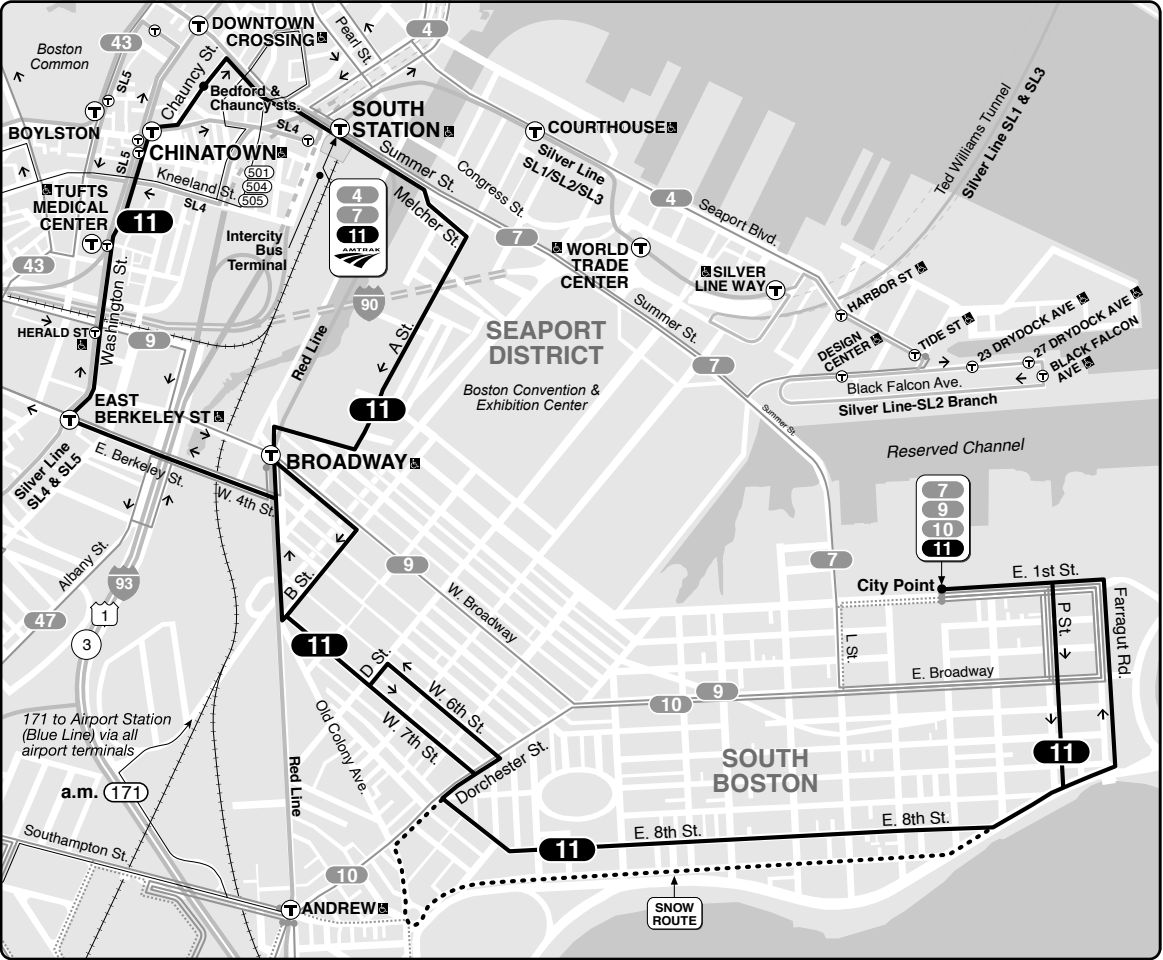 DOWNTOWN
CROSSING
43
Boston
Common
Pearl St.
4
SL5
Chauncy St.
Bedford &
Chauncy sts.
BOYLSTON
SOUTH
STATION
COURTHOUSE
SL4
SL5
CHINATOWN
Silver Line
SL1/SL2/SL3
Ted Williams Tunnel
Silver Line SL1 & SL3
Kneeland St.
501
504
505
SL4
Summer St.
Congress St.
TUFTS
MEDICAL
CENTER
11
4
7
11
AMTRAK
Melcher St.
4
Seaport Blvd.
7
Intercity
Bus
Terminal
WORLD
TRADE
CENTER
43
SILVER
LINE WAY
HARBOR ST
90
Washington St.
HERALD ST
9
Red Line
A St.
SEAPORT
DISTRICT
Summer St.
DESIGN
CENTER
TIDE ST
23 DRYDOCK AVE
27 DRYDOCK AVE
BLACK FALCON
AVE
7
Boston Convention &
Exhibition Center
Black Falcon Ave.
Silver Line-SL2 Branch
EAST
BERKELEY ST
11
Summer St.
Reserved Channel
BROADWAY
Silver Line
SL4 & SL5
E. Berkeley St.
W. 4th St.
7
9
10
11
Albany St.
93
B St.
9
7
City Point
E. 1st St.
47
1
3
W. Broadway
P St.
Farragut Rd.
L St.
11
D St.
E. Broadway
W. 6th St.
10
9
171 to Airport Station
(Blue Line) via all
airport terminals
Old Colony Ave.
W. 7th St.
Dorchester St.
SOUTH
BOSTON
11
a.m.
171
Red Line
Southampton St.
E. 8th St.
E. 8th St.
11
10
ANDREW
SNOW
ROUTE